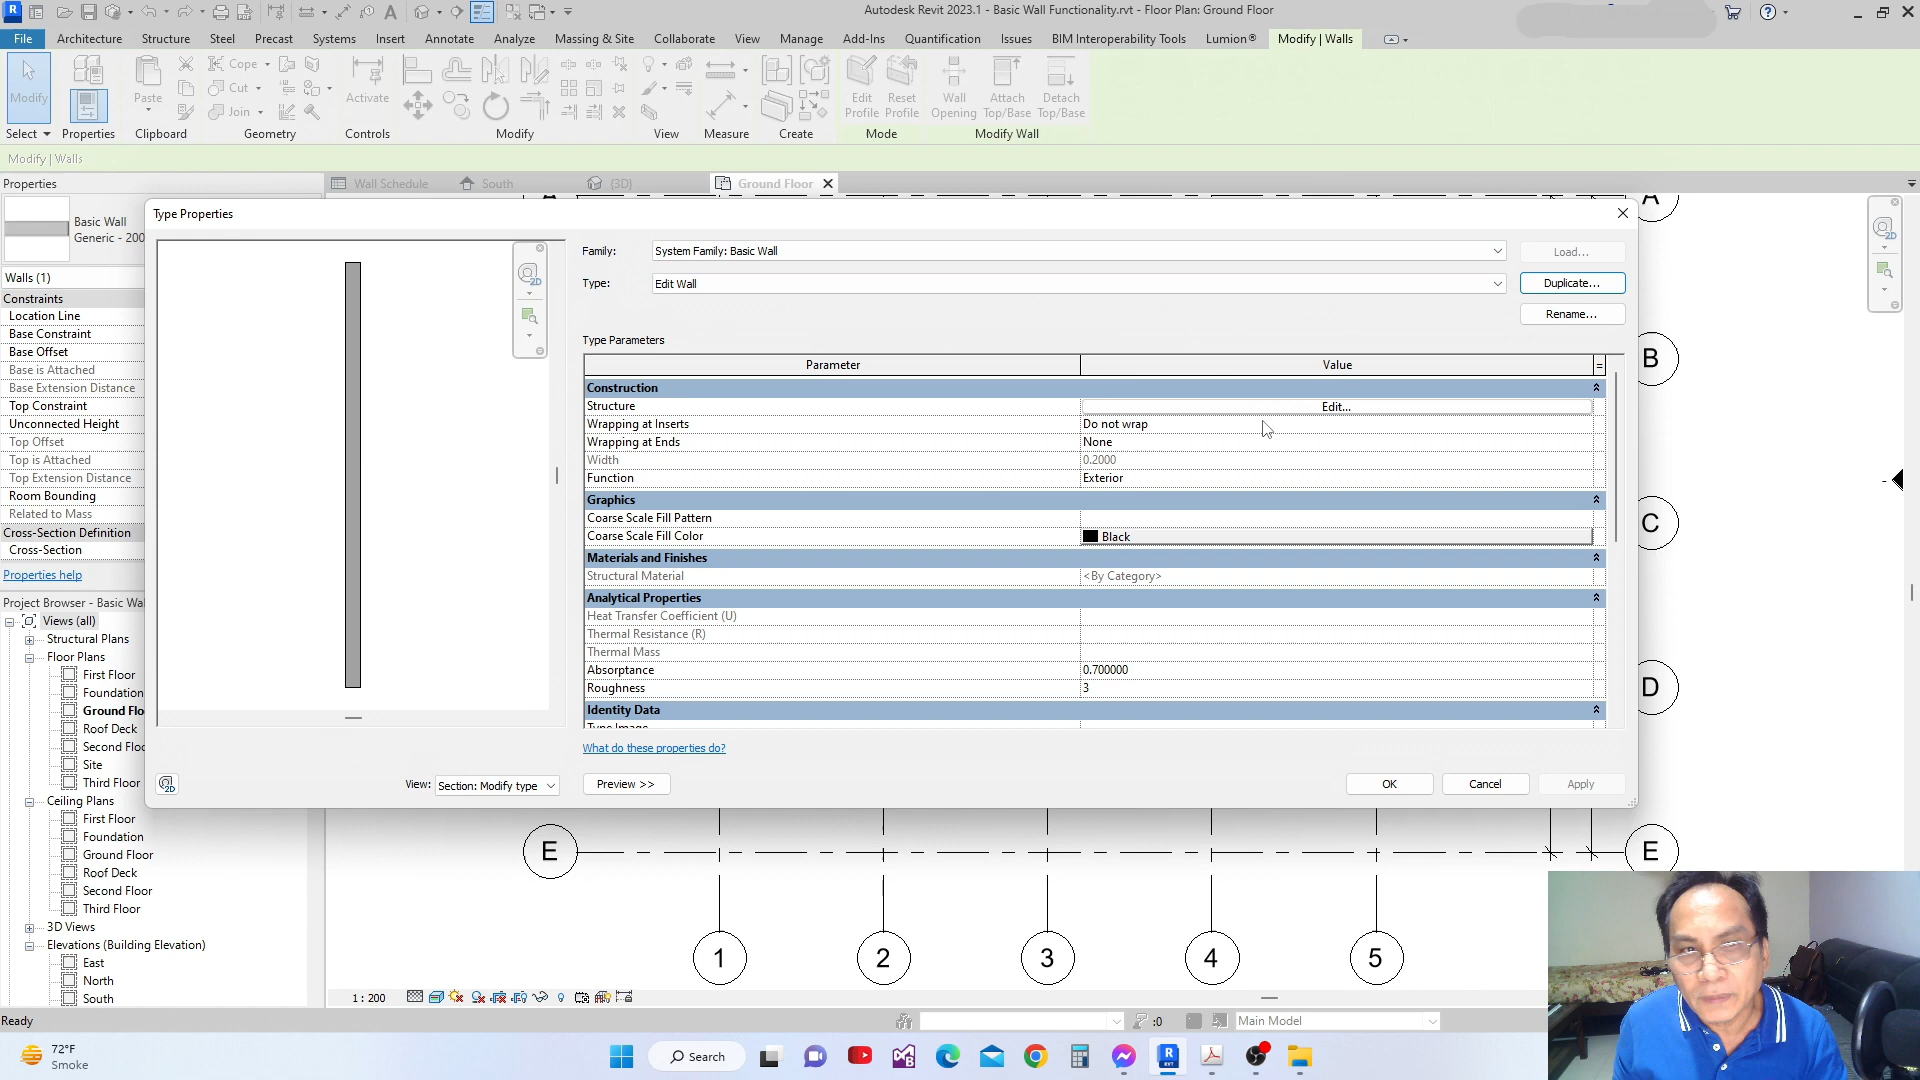 Autodesk Revit 2023.1 - Basic Wall Functionality.rvt - Floor Plan: Ground Floor
File Architecture Structure Steel Precast Systems Insert Annotate Analyze Massing & Site Collaborate View Manage Add-Ins Quantification Issues BIM Interoperability Tools Lumion® Modify | Walls
Modify
Paste
Cope
Cut
Join
Activate
Edit Profile
Reset Profile
Wall Opening
Attach Top/Base
Detach Top/Base
Select Properties Clipboard Geometry Controls Modify View Measure Create Mode Modify Wall
Modify | Walls
Properties
Wall Schedule South {3D} Ground Floor
Basic Wall
Generic - 200
Walls (1)
Constraints
Location Line
Base Constraint
Base Offset
Base is Attached
Base Extension Distance
Top Constraint
Unconnected Height
Top Offset
Top is Attached
Top Extension Distance
Room Bounding
Related to Mass
Cross-Section Definition
Cross-Section
Properties help
Project Browser - Basic Wa
Views (all)
Structural Plans
Floor Plans
First Floor
Foundation
Ground Flo
Roof Deck
Second Floo
Site
Third Floor
Ceiling Plans
First Floor
Foundation
Ground Floor
Roof Deck
Second Floor
Third Floor
3D Views
Elevations (Building Elevation)
East
North
South
Type Properties
2D
Family: System Family: Basic Wall Load...
Type: Edit Wall Duplicate...
Rename...
Type Parameters
Parameter Value =
Construction
Structure Edit...
Wrapping at Inserts Do not wrap
Wrapping at Ends None
Width 0.2000
Function Exterior
Graphics
Coarse Scale Fill Pattern
Coarse Scale Fill Color Black
Materials and Finishes
Structural Material <By Category>
Analytical Properties
Heat Transfer Coefficient (U)
Thermal Resistance (R)
Thermal Mass
Absorptance 0.700000
Roughness 3
Identity Data
Type Image
What do these properties do?
2D View: Section: Modify type Preview >> OK Cancel Apply
A
B
C
D
E E
1 2 3 4 5
2D
1 : 200
Ready
:0 Main Model
72°F
Smoke
Search